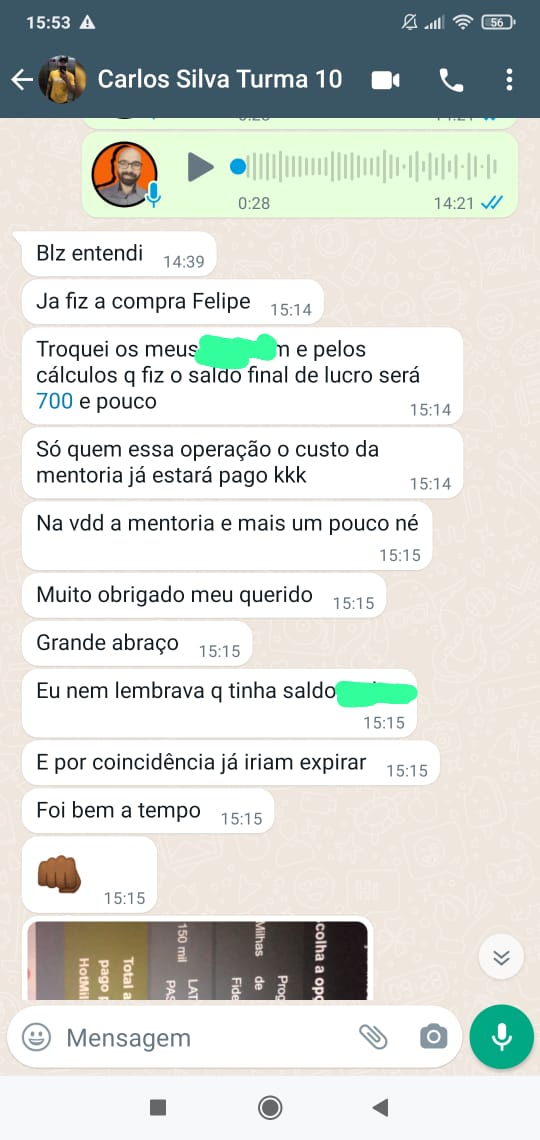 15:53
56
Carlos Silva Turma 10
0:28
14:21
0:28
14:21
Blz entendi
14:39
Ja fiz a compra Felipe
15:14
Troquei os meus m e pelos
cálculos q fiz o saldo final de lucro será
700 e pouco
15:14
Só quem essa operação o custo da
mentoria já estará pago kkk
15:14
Na vdd a mentoria e mais um pouco né
15:15
Muito obrigado meu querido
15:15
Grande abraço
15:15
Eu nem lembrava q tinha saldo
15:15
E por coincidência já iriam expirar
15:15
Foi bem a tempo
15:15
15:15
colha a opç
Prog
Fide
Milhas de
150 mil
LAT
PAS
Total a
pago p
HotMil
Mensagem